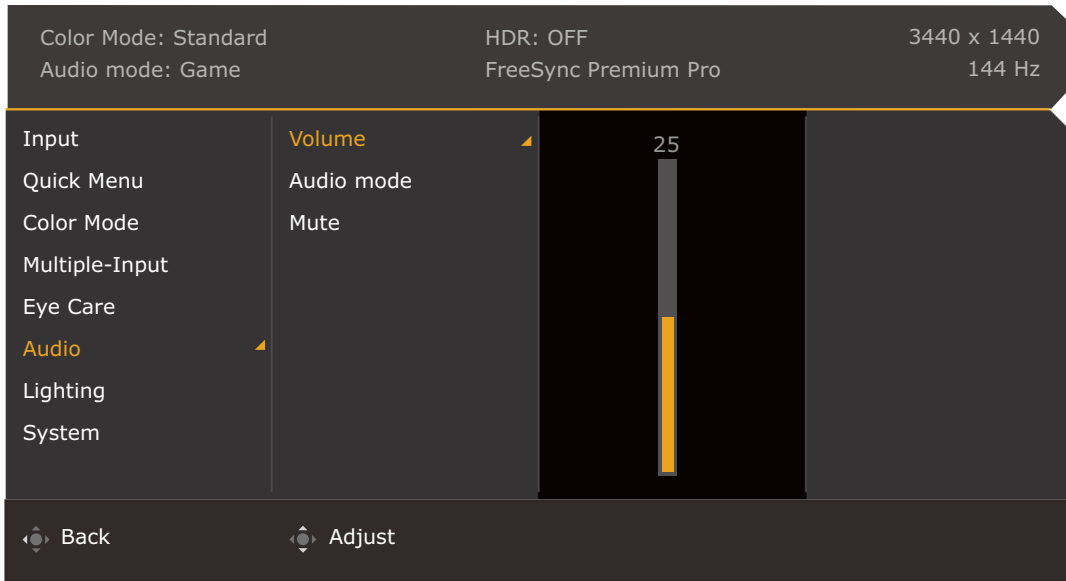 Color Mode: Standard
Audio mode: Game
HDR: OFF
FreeSync Premium Pro
3440 x 1440
144 Hz
Input
Quick Menu
Color Mode
Multiple-Input
Eye Care
Audio
Lighting
System
Volume
Audio mode
Mute
25
Back
Adjust